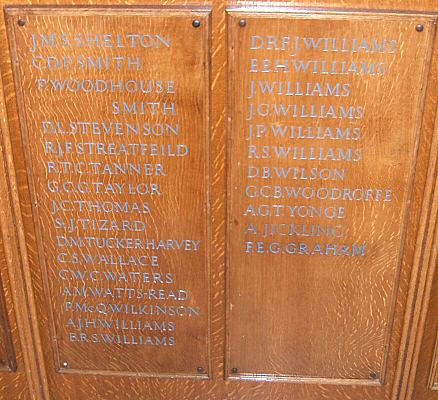 J.M.S.SHELTON
C.D.F.SMITH
P.WOODHOUSE
SMITH
D.L.STEVENSON
R.J.F.STREATFEILD
R.T.C.TANNER
G.C.G.TAYLOR
J.C.THOMAS
S.J.TIZARD
D.M.TUCKER HARVEY
C.S.WALLACE
C.W.C.WATERS
A.M.WATTS-READ
P.McQ.WILKINSON
A.J.H.WILLIAMS
B.R.S.WILLIAMS
D.R.F.J.WILLIAMS
E.E.H.WILLIAMS
J.WILLIAMS
J.G.WILLIAMS
J.P.WILLIAMS
R.S.WILLIAMS
D.B.WILSON
G.C.B.WOODROFFE
A.G.T.YONGE
A.JICKLING
F.E.G.GRAHAM